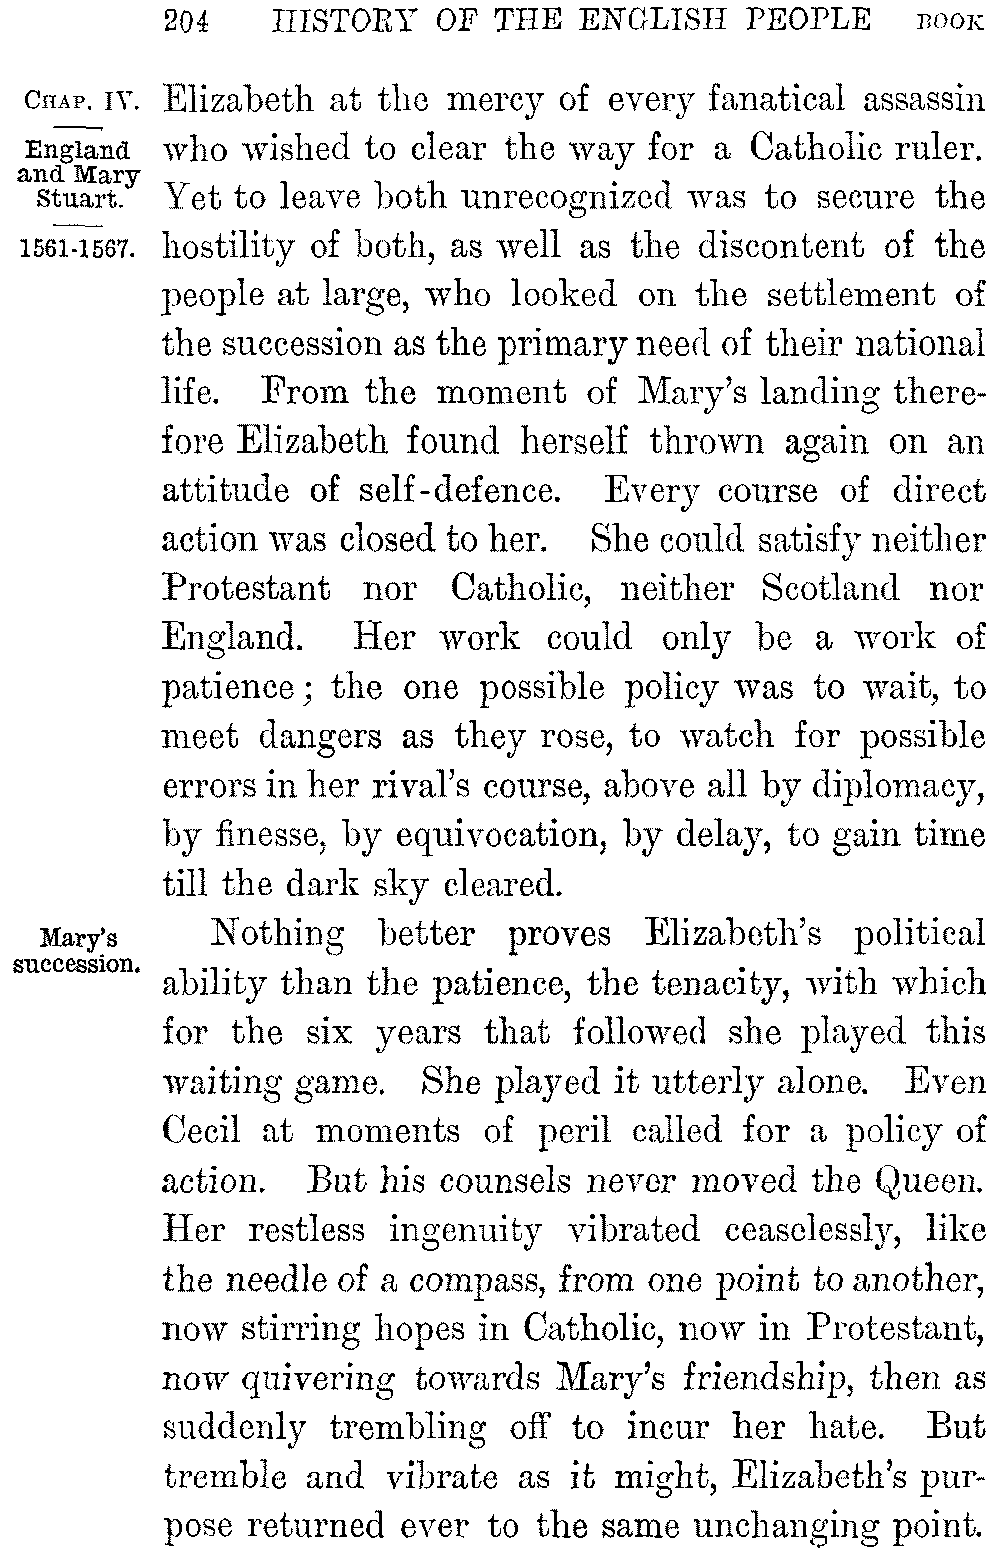 204 HISTORY OF THE ENGLISH PEOPLE BOOK
CHAP. IV.
England
and Mary
Stuart.
1561-1567.
Elizabeth at the mercy of every fanatical assassin
who wished to clear the way for a Catholic ruler.
Yet to leave both unrecognized was to secure the
hostility of both, as well as the discontent of the
people at large, who looked on the settlement of
the succession as the primary need of their national
life. From the moment of Mary's landing there-
fore Elizabeth found herself thrown again on an
attitude of self-defence. Every course of direct
action was closed to her. She could satisfy neither
Protestant nor Catholic, neither Scotland nor
England. Her work could only be a work of
patience; the one possible policy was to wait, to
meet dangers as they rose, to watch for possible
errors in her rival's course, above all by diplomacy,
by finesse, by equivocation, by delay, to gain time
till the dark sky cleared.
Mary's
succession.
Nothing better proves Elizabeth's political
ability than the patience, the tenacity, with which
for the six years that followed she played this
waiting game. She played it utterly alone. Even
Cecil at moments of peril called for a policy of
action. But his counsels never moved the Queen.
Her restless ingenuity vibrated ceaselessly, like
the needle of a compass, from one point to another,
now stirring hopes in Catholic, now in Protestant,
now quivering towards Mary's friendship, then as
suddenly trembling off to incur her hate. But
tremble and vibrate as it might, Elizabeth's pur-
pose returned ever to the same unchanging point.